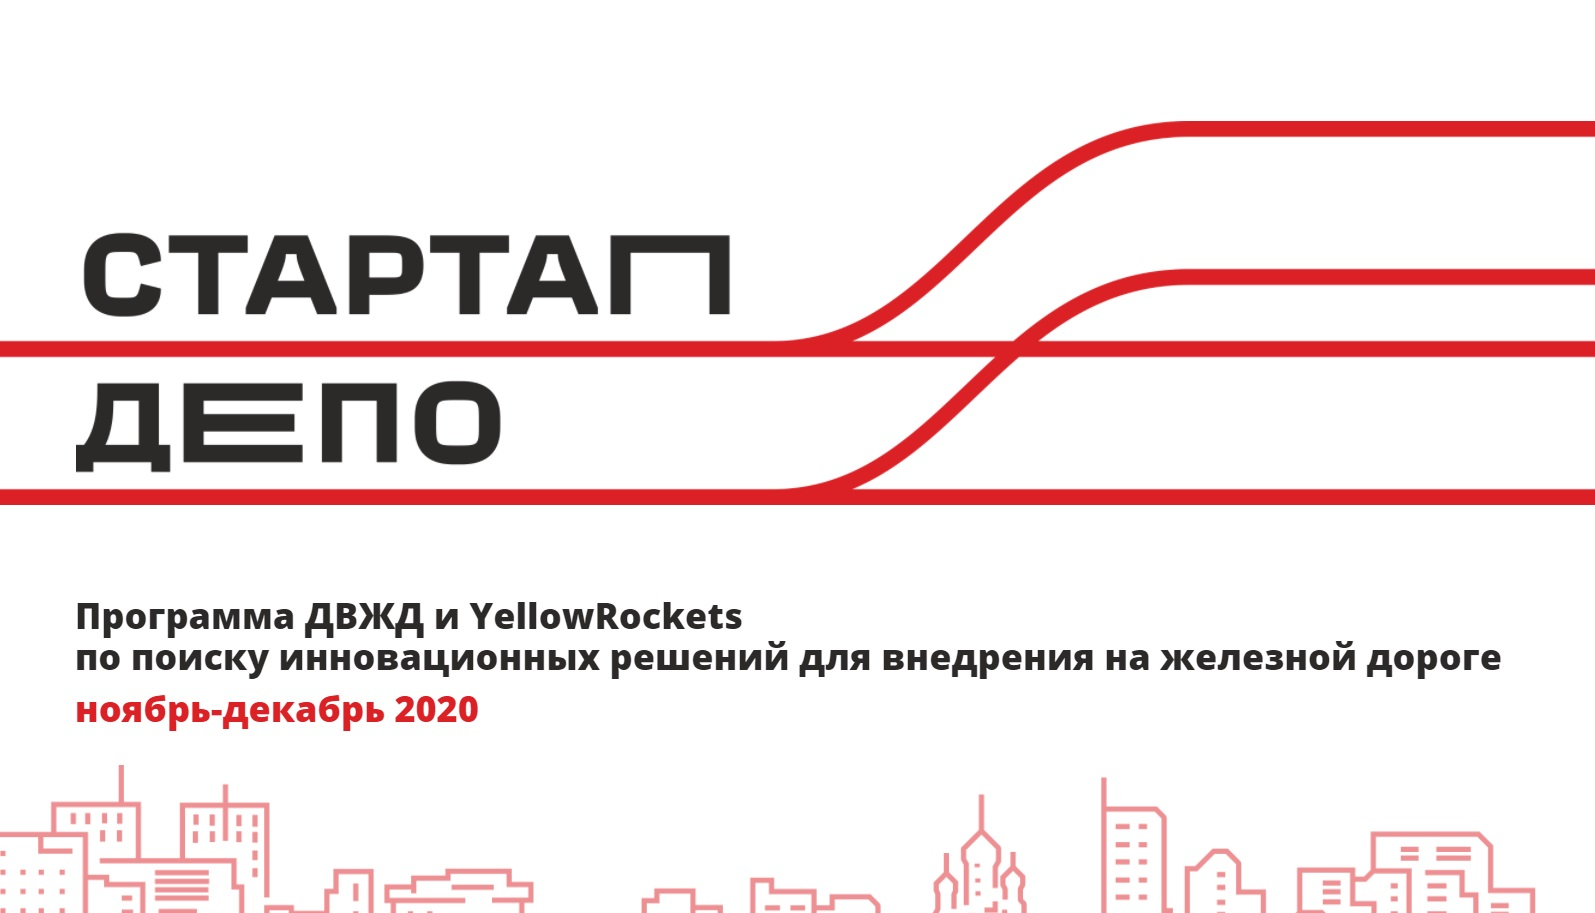 СТАРТАП
ДЕПО
Программа ДВЖД и YellowRockets
по поиску инновационных решений для внедрения на железной дороге
ноябрь-декабрь 2020